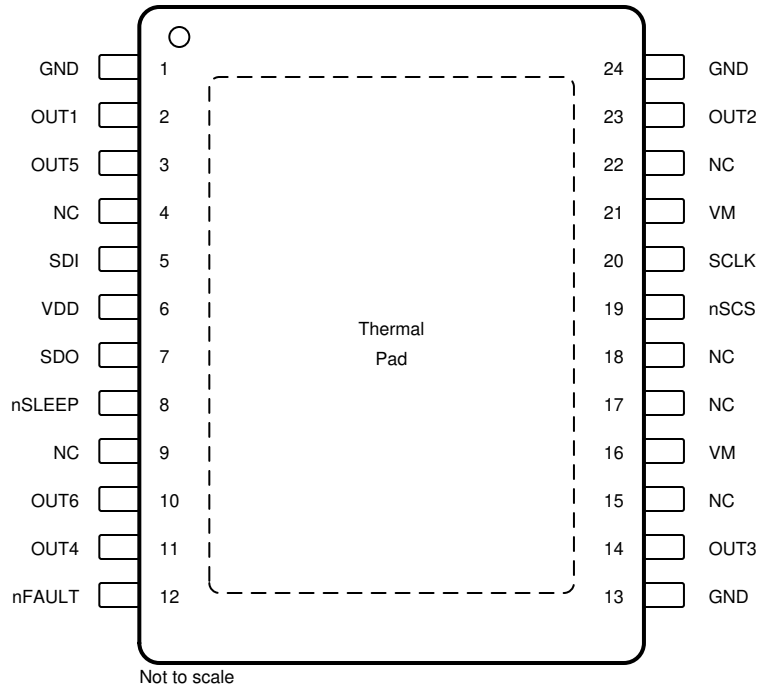 GND 1 24 GND
OUT1 2 23 OUT2
OUT5 3 22 NC
NC 4 21 VM
SDI 5 20 SCLK
VDD 6 19 nSCS
Thermal
SDO 7 18 NC
Pad
nSLEEP 8 17 NC
NC 9 16 VM
OUT6 10 15 NC
OUT4 11 14 OUT3
nFAULT 12 13 GND
Not to scale